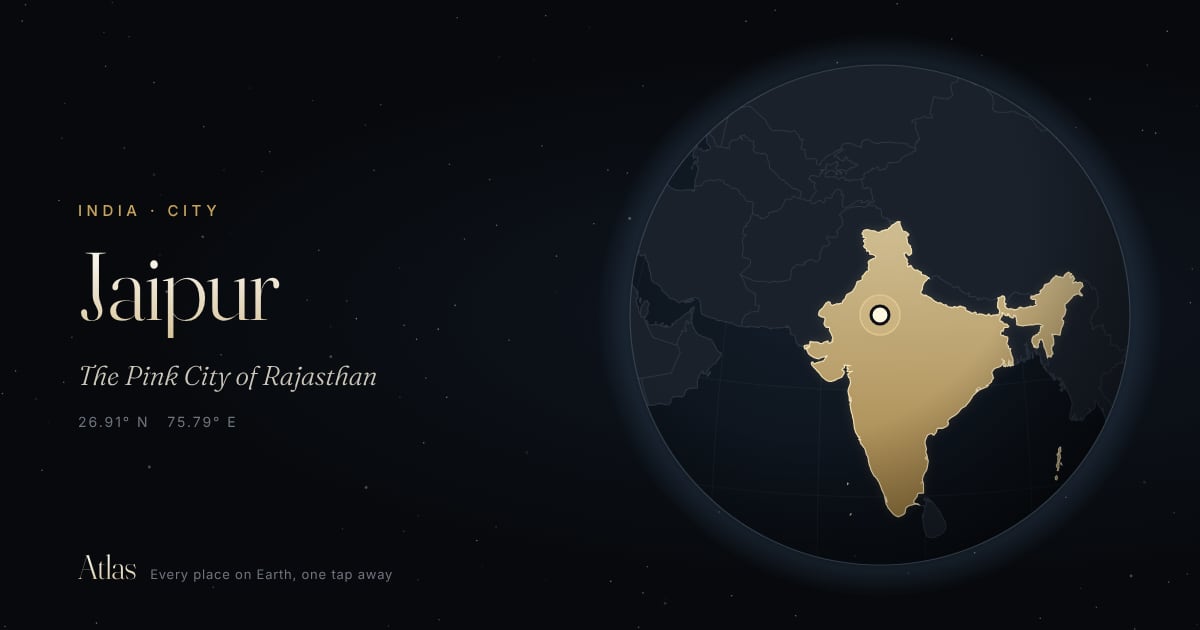 INDIA · CITY
Jaipur
The Pink City of Rajasthan
26.91° N 75.79° E
Atlas Every place on Earth, one tap away